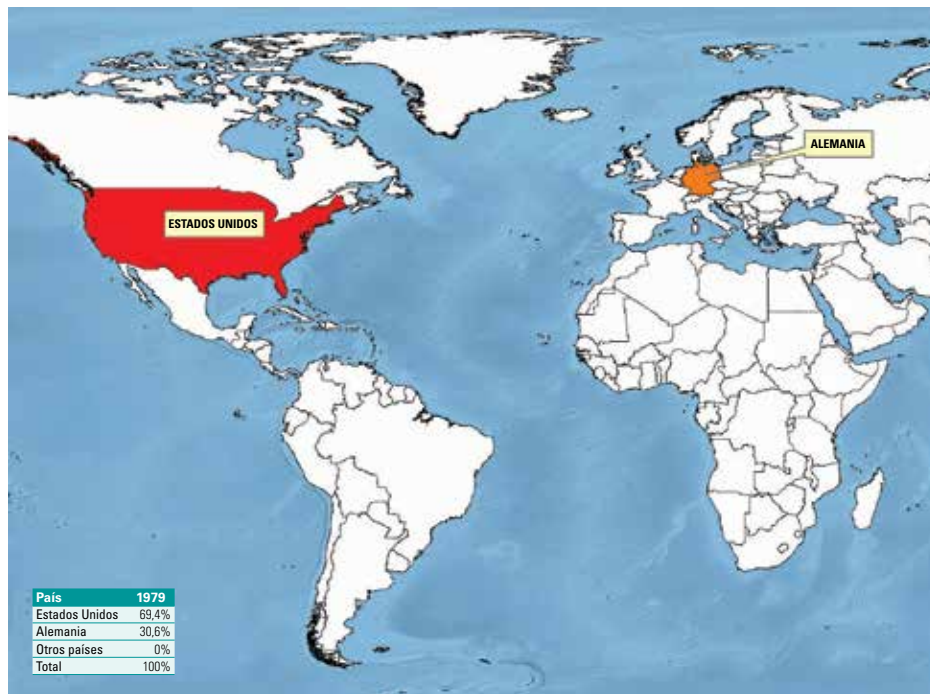 ALEMANIA
ESTADOS UNIDOS
País 1979
Estados Unidos 69,4%
Alemania 30,6%
Otros países 0%
Total 100%